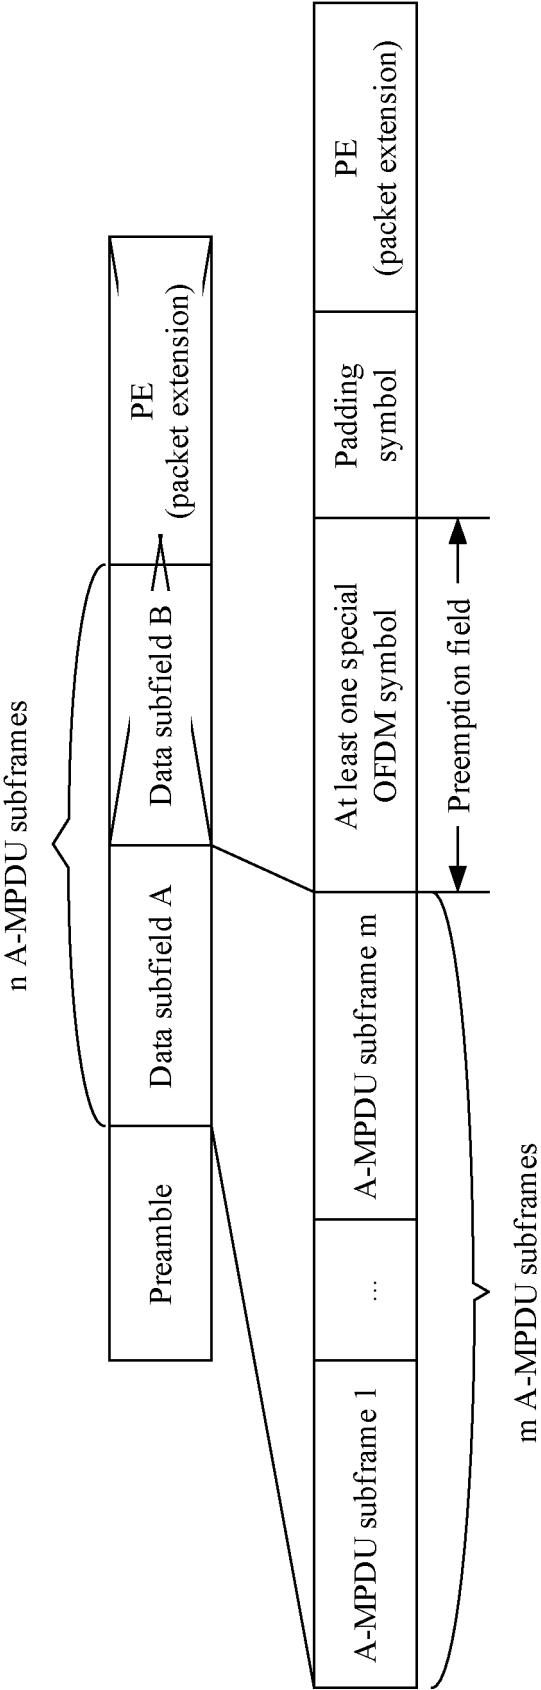 n A-MPDU subframes
Preamble
Data subfield A
Data subfield B
PE
(packet extension)
A-MPDU subframe 1
...
A-MPDU subframe m
At least one special
OFDM symbol
Padding
symbol
PE
(packet extension)
Preemption field
m A-MPDU subframes